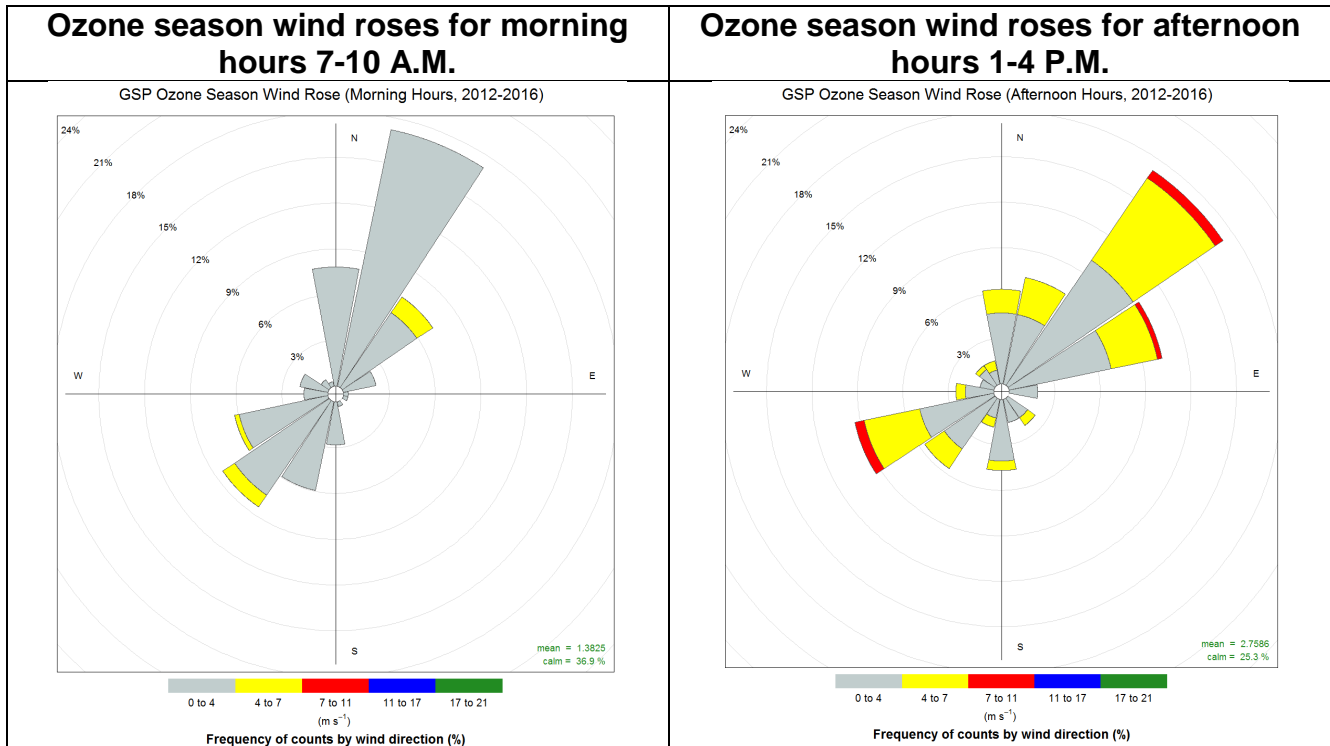 Ozone season wind roses for morning
hours 7-10 A.M.
GSP Ozone Season Wind Rose (Morning Hours, 2012-2016)
24%
21%
18%
15%
12%
9%
6%
3%
N
W
E
S
mean = 1.3825
calm = 36.9 %
0 to 4 4 to 7 7 to 11 11 to 17 17 to 21
(m s⁻¹)
Frequency of counts by wind direction (%)
Ozone season wind roses for afternoon
hours 1-4 P.M.
GSP Ozone Season Wind Rose (Afternoon Hours, 2012-2016)
24%
21%
18%
15%
12%
9%
6%
3%
N
W
E
S
mean = 2.7586
calm = 25.3 %
0 to 4 4 to 7 7 to 11 11 to 17 17 to 21
(m s⁻¹)
Frequency of counts by wind direction (%)